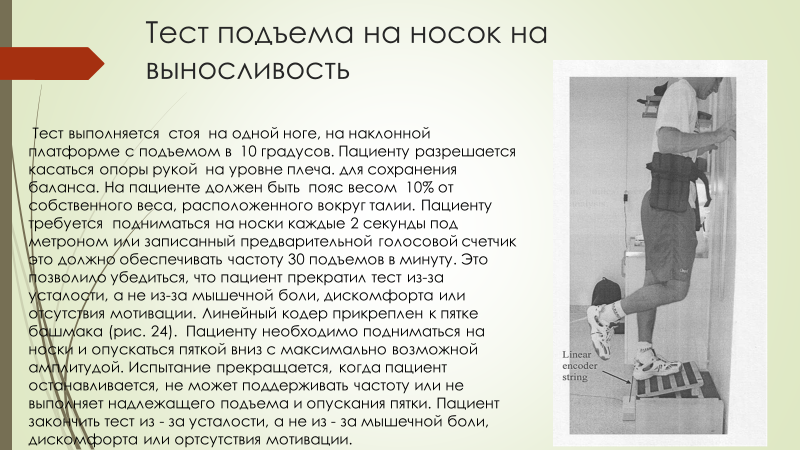 Тест подъема на носок на
выносливость
Тест выполняется стоя на одной ноге, на наклонной
платформе с подъемом в 10 градусов. Пациенту разрешается
касаться опоры рукой на уровне плеча. для сохранения
баланса. На пациенте должен быть пояс весом 10% от
собственного веса, расположенного вокруг талии. Пациенту
требуется подниматься на носки каждые 2 секунды под
метроном или записанный предварительной голосовой счетчик
это должно обеспечивать частоту 30 подъемов в минуту. Это
позволило убедиться, что пациент прекратил тест из-за
усталости, а не из-за мышечной боли, дискомфорта или
отсутствия мотивации. Линейный кодер прикреплен к пятке
башмака (рис. 24). Пациенту необходимо подниматься на
носки и опускаться пяткой вниз с максимально возможной
амплитудой. Испытание прекращается, когда пациент
останавливается, не может поддерживать частоту или не
выполняет надлежащего подъема и опускания пятки. Пациент
закончить тест из - за усталости, а не из - за мышечной боли,
дискомфорта или ортсутствия мотивации.
Linear
encoder
string